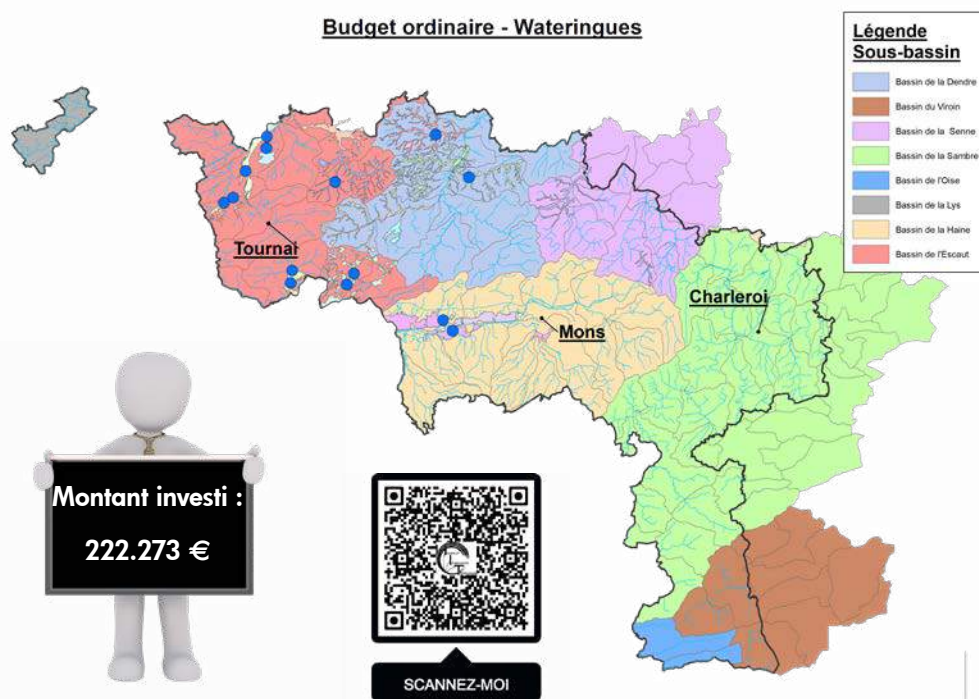 Budget ordinaire - Wateringues
Légende
Sous-bassin
Bassin de la Dendre
Bassin du Viroin
Bassin de la Senne
Bassin de la Sambre
Bassin de l'Oise
Bassin de la Lys
Bassin de la Haine
Bassin de l'Escaut
Tournai
Charleroi
Mons
Montant investi :
222.273 €
SCANNEZ-MOI